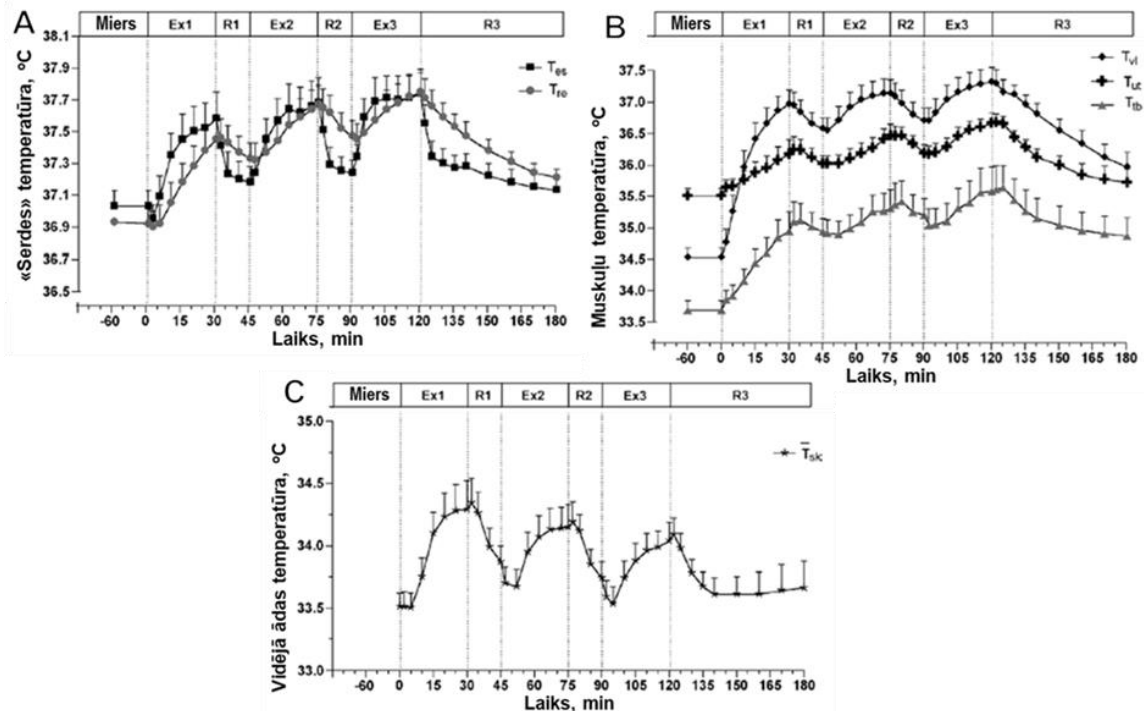 A
Miers Ex1 R1 Ex2 R2 Ex3 R3
38.1
37.9
37.7
37.5
37.3
37.1
36.9
36.7
36.5
«Serdes» temperatūra, ºC
Tes
Tre
-60 0 15 30 45 60 75 90 105 120 135 150 165 180
Laiks, min
B
Miers Ex1 R1 Ex2 R2 Ex3 R3
37.5
37.0
36.5
36.0
35.5
35.0
34.5
34.0
33.5
Muskuļu temperatūra, ºC
Tvl
Tut
Ttb
-60 0 15 30 45 60 75 90 105 120 135 150 165 180
Laiks, min
C
Miers Ex1 R1 Ex2 R2 Ex3 R3
35.0
34.5
34.0
33.5
33.0
Vidējā ādas temperatūra, ºC
T̅sk
-60 0 15 30 45 60 75 90 105 120 135 150 165 180
Laiks, min